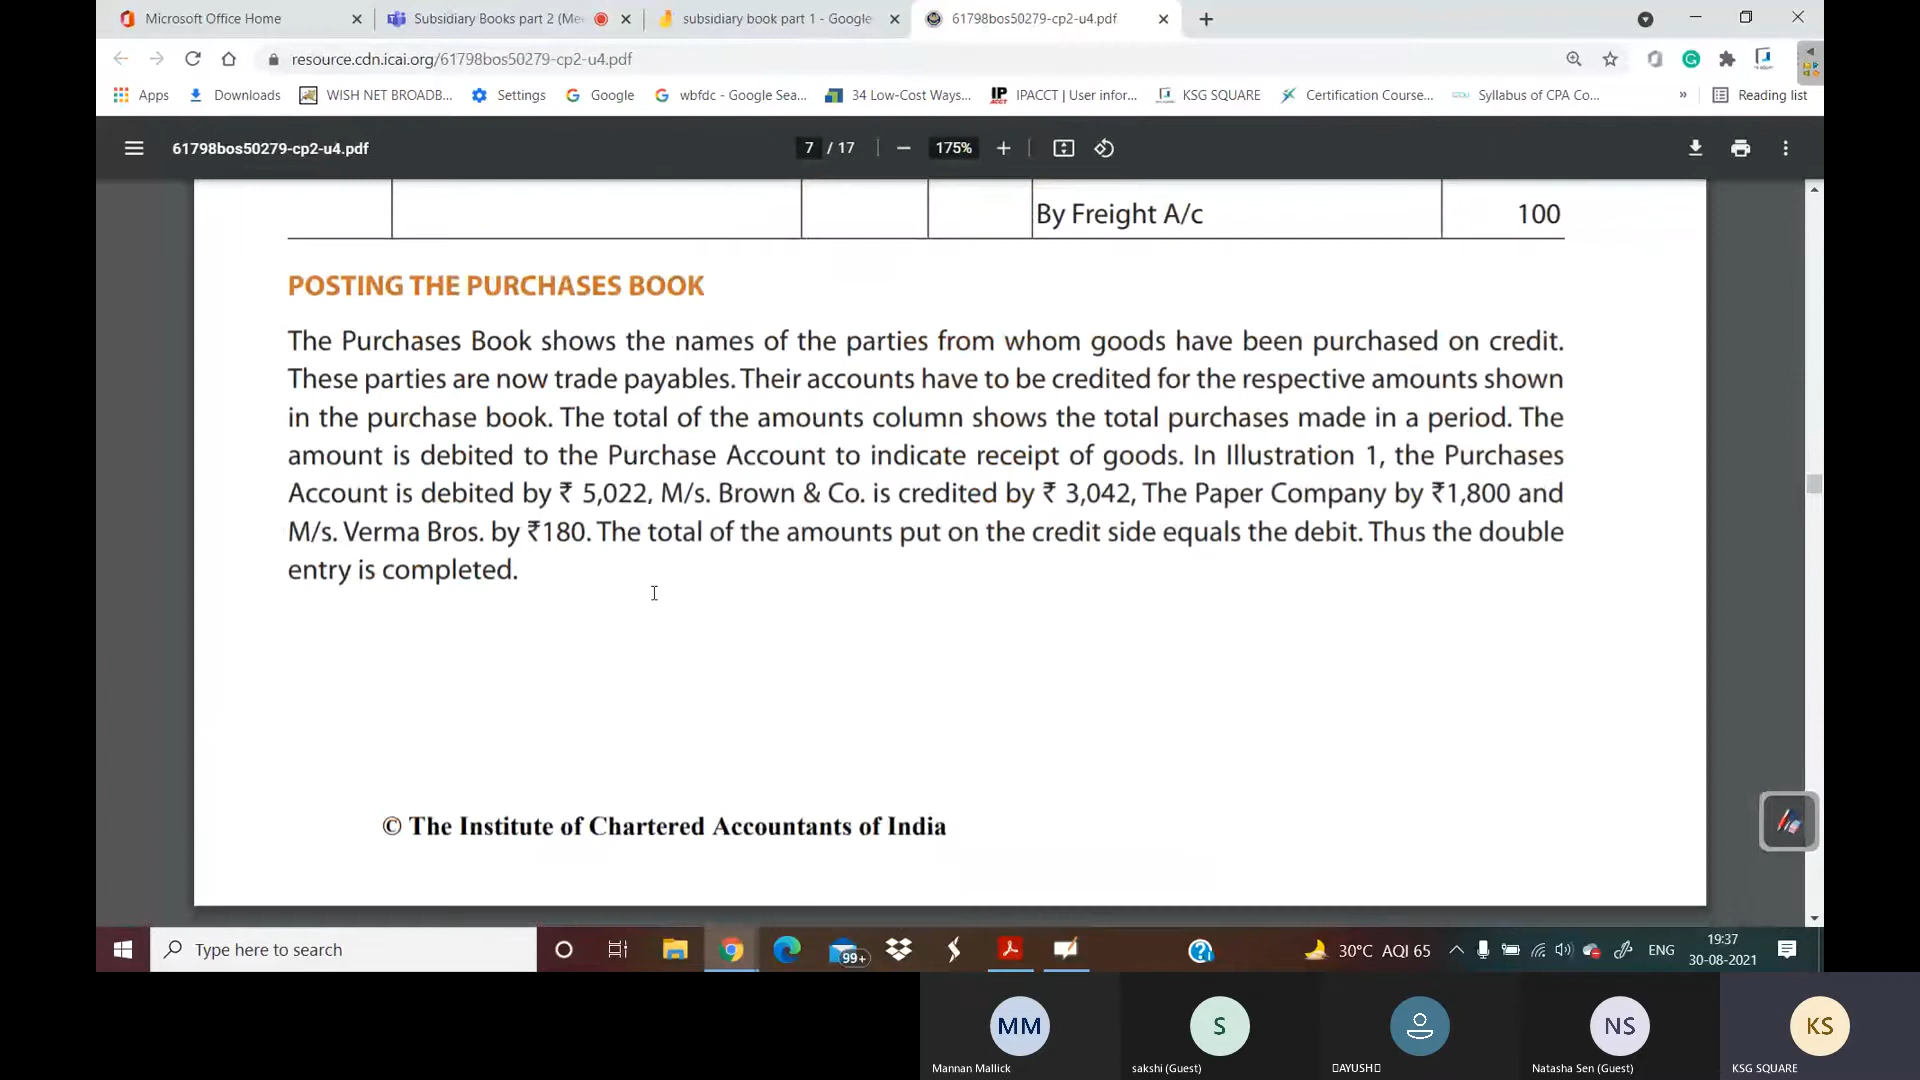 Microsoft Office Home
Subsidiary Books part 2 (Me
subsidiary book part 1 - Google
61798bos50279-cp2-u4.pdf
resource.cdn.icai.org/61798bos50279-cp2-u4.pdf
Apps
Downloads
WISH NET BROADB...
Settings
Google
wbfdc - Google Sea...
34 Low-Cost Ways...
IPACCT | User infor...
KSG SQUARE
Certification Course...
Syllabus of CPA Co...
»
Reading list
61798bos50279-cp2-u4.pdf
7 / 17
175%
By Freight A/c 100
POSTING THE PURCHASES BOOK
The Purchases Book shows the names of the parties from whom goods have been purchased on credit.
These parties are now trade payables. Their accounts have to be credited for the respective amounts shown
in the purchase book. The total of the amounts column shows the total purchases made in a period. The
amount is debited to the Purchase Account to indicate receipt of goods. In Illustration 1, the Purchases
Account is debited by ₹ 5,022, M/s. Brown & Co. is credited by ₹ 3,042, The Paper Company by ₹1,800 and
M/s. Verma Bros. by ₹180. The total of the amounts put on the credit side equals the debit. Thus the double
entry is completed.
© The Institute of Chartered Accountants of India
Type here to search
99+
30°C AQI 65
ENG
19:37
30-08-2021
MM
S
NS
KS
Mannan Mallick
sakshi (Guest)
AYUSH
Natasha Sen (Guest)
KSG SQUARE